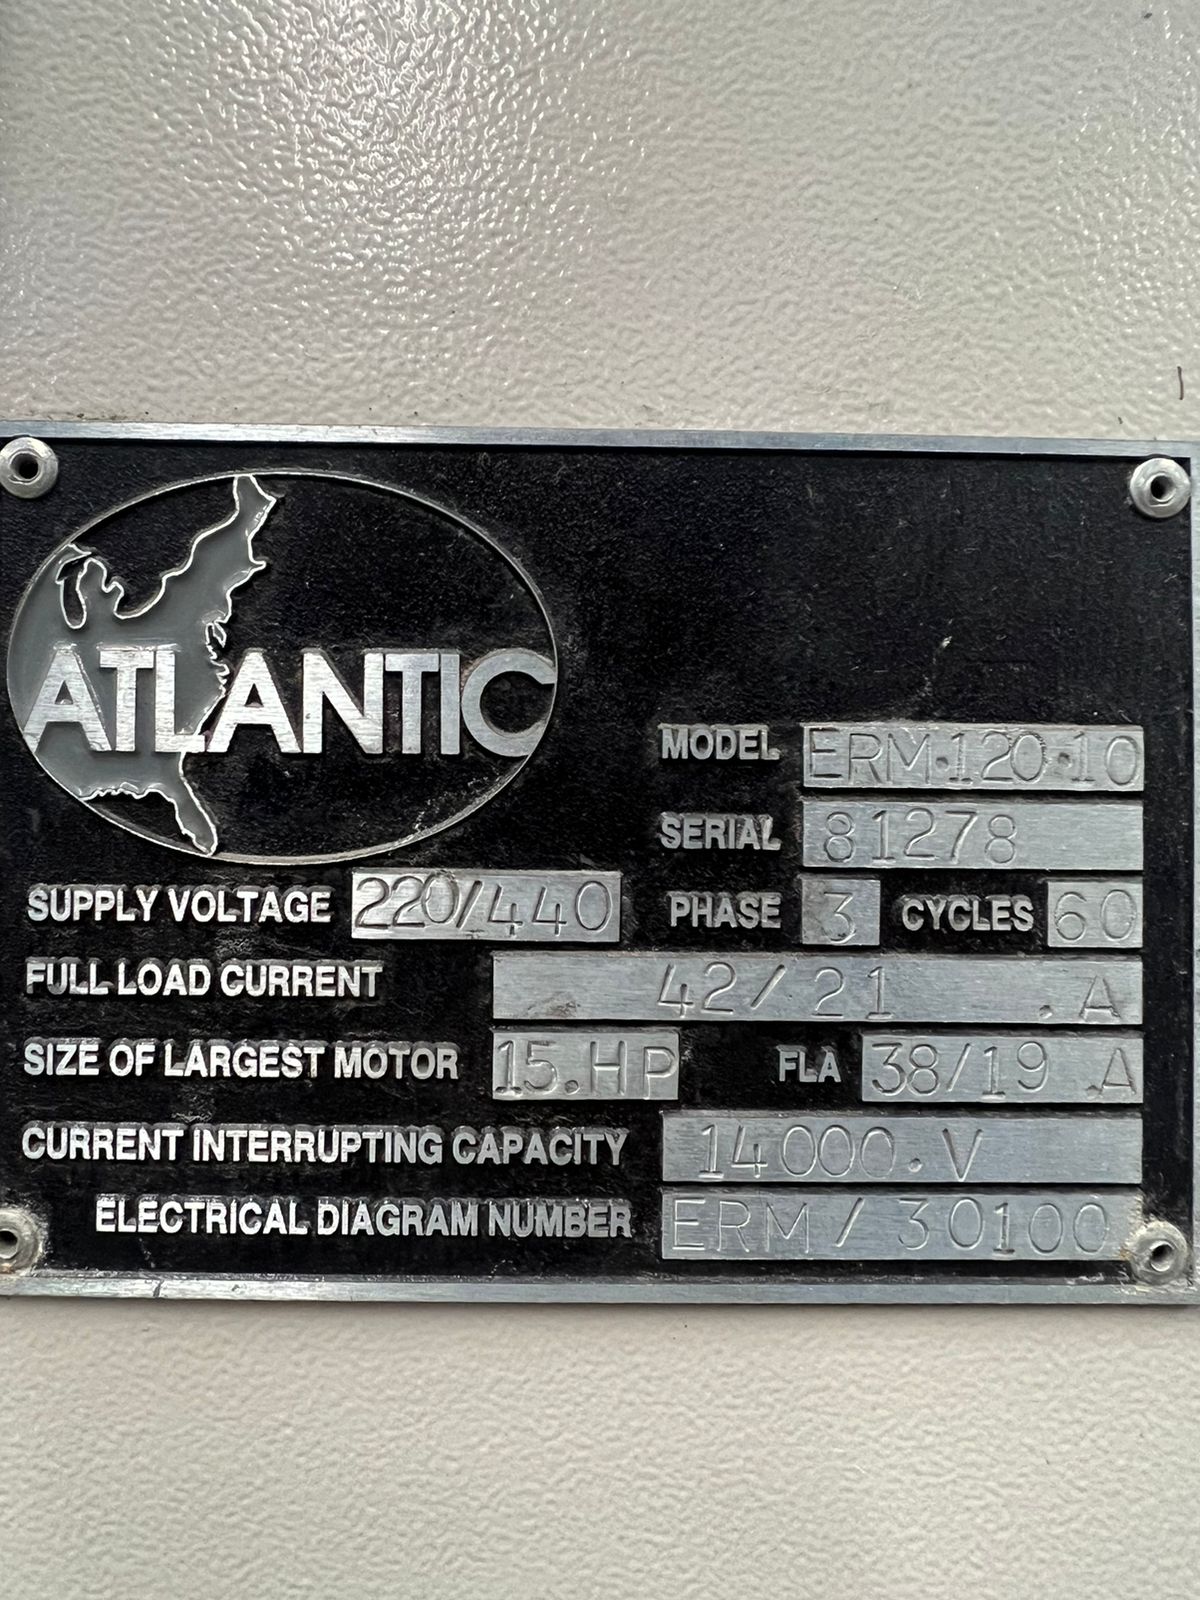 ATLANTIC
MODEL ERM·120·10
SERIAL 81278
SUPPLY VOLTAGE 220/440 PHASE 3 CYCLES 60
FULL LOAD CURRENT 42/21 .A
SIZE OF LARGEST MOTOR 15.HP FLA 38/19 .A
CURRENT INTERRUPTING CAPACITY 14000.V
ELECTRICAL DIAGRAM NUMBER ERM/30100